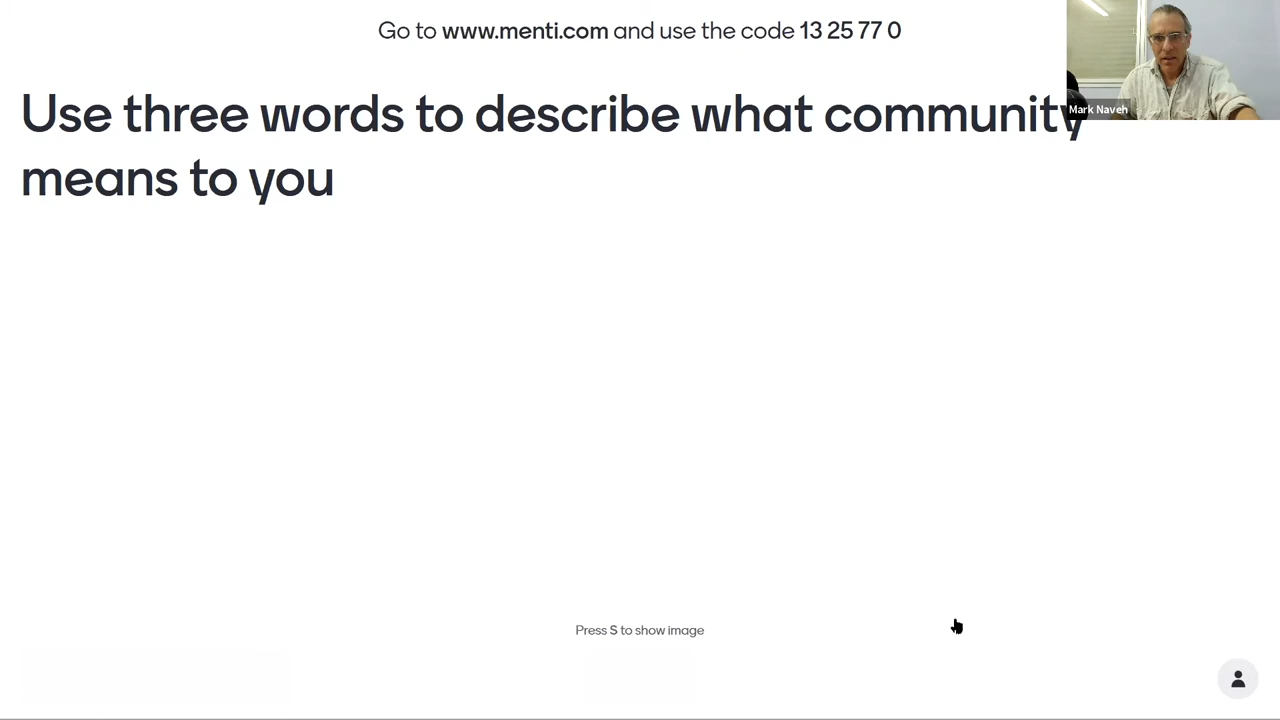 Go to www.menti.com and use the code 13 25 77 0
Use three words to describe what community
means to you
Mark Naveh
Press S to show image